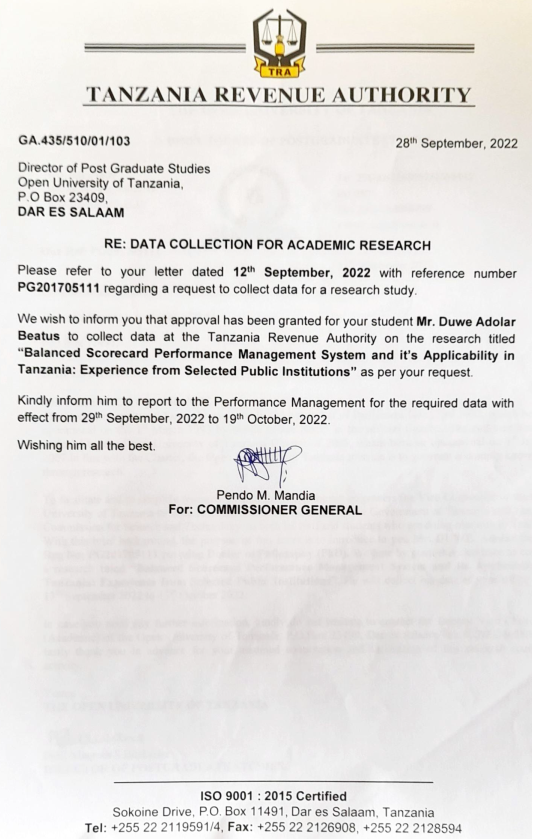 TRA
TANZANIA REVENUE AUTHORITY
GA.435/510/01/103
28th September, 2022
Director of Post Graduate Studies
Open University of Tanzania,
P.O Box 23409,
DAR ES SALAAM
RE: DATA COLLECTION FOR ACADEMIC RESEARCH
Please refer to your letter dated 12th September, 2022 with reference number
PG201705111 regarding a request to collect data for a research study.
We wish to inform you that approval has been granted for your student Mr. Duwe Adolar
Beatus to collect data at the Tanzania Revenue Authority on the research titled
“Balanced Scorecard Performance Management System and it’s Applicability in
Tanzania: Experience from Selected Public Institutions” as per your request.
Kindly inform him to report to the Performance Management for the required data with
effect from 29th September, 2022 to 19th October, 2022.
Wishing him all the best.
Pendo M. Mandia
For: COMMISSIONER GENERAL
ISO 9001 : 2015 Certified
Sokoine Drive, P.O. Box 11491, Dar es Salaam, Tanzania
Tel: +255 22 2119591/4, Fax: +255 22 2126908, +255 22 2128594